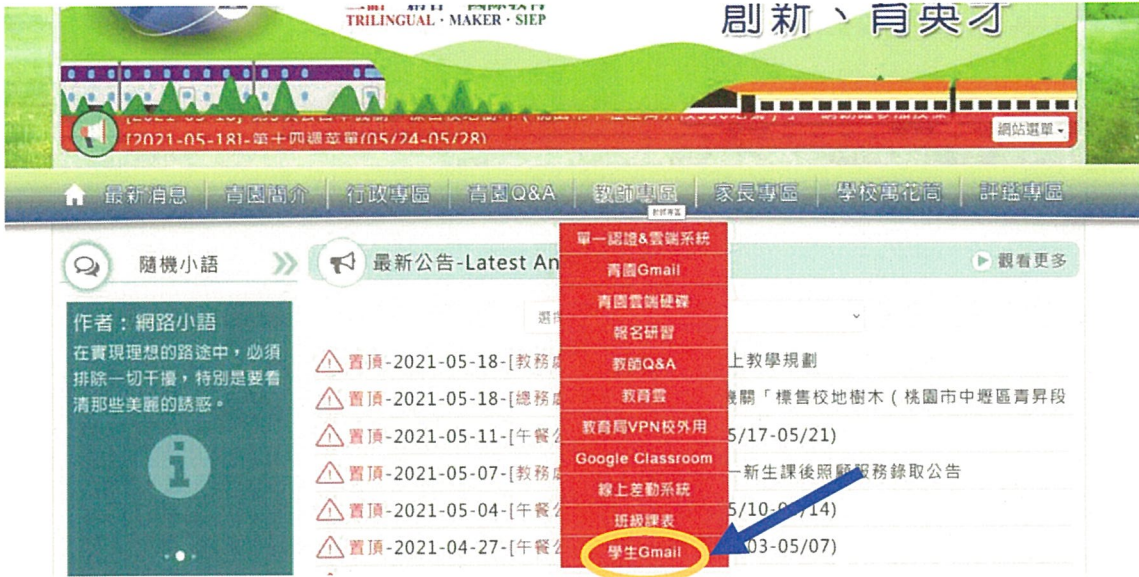 TRILINGUAL · MAKER · SIEP
創新、育英才
[2021-05-18]-第十四週菜單(05/24-05/28)
網站選單
最新消息 青園簡介 行政專區 青園Q&A 教師專區 家長專區 學校萬花筒 評鑑專區
教師專區
隨機小語
最新公告-Latest An
觀看更多
作者：網路小語
在實現理想的路途中，必須
排除一切干擾，特別是要看
清那些美麗的誘惑。
單一認證&雲端系統
青園Gmail
青園雲端硬碟
報名研習
教師Q&A
教育雲
教育局VPN校外用
Google Classroom
線上差勤系統
班級課表
學生Gmail
置頂-2021-05-18-[教務 上教學規劃
置頂-2021-05-18-[總務 機關「標售校地樹木（桃園市中壢區青昇段
置頂-2021-05-11-[午餐 5/17-05/21)
置頂-2021-05-07-[教務 一新生課後照顧服務錄取公告
置頂-2021-05-04-[午餐 5/10-05/14)
置頂-2021-04-27-[午餐 03-05/07)